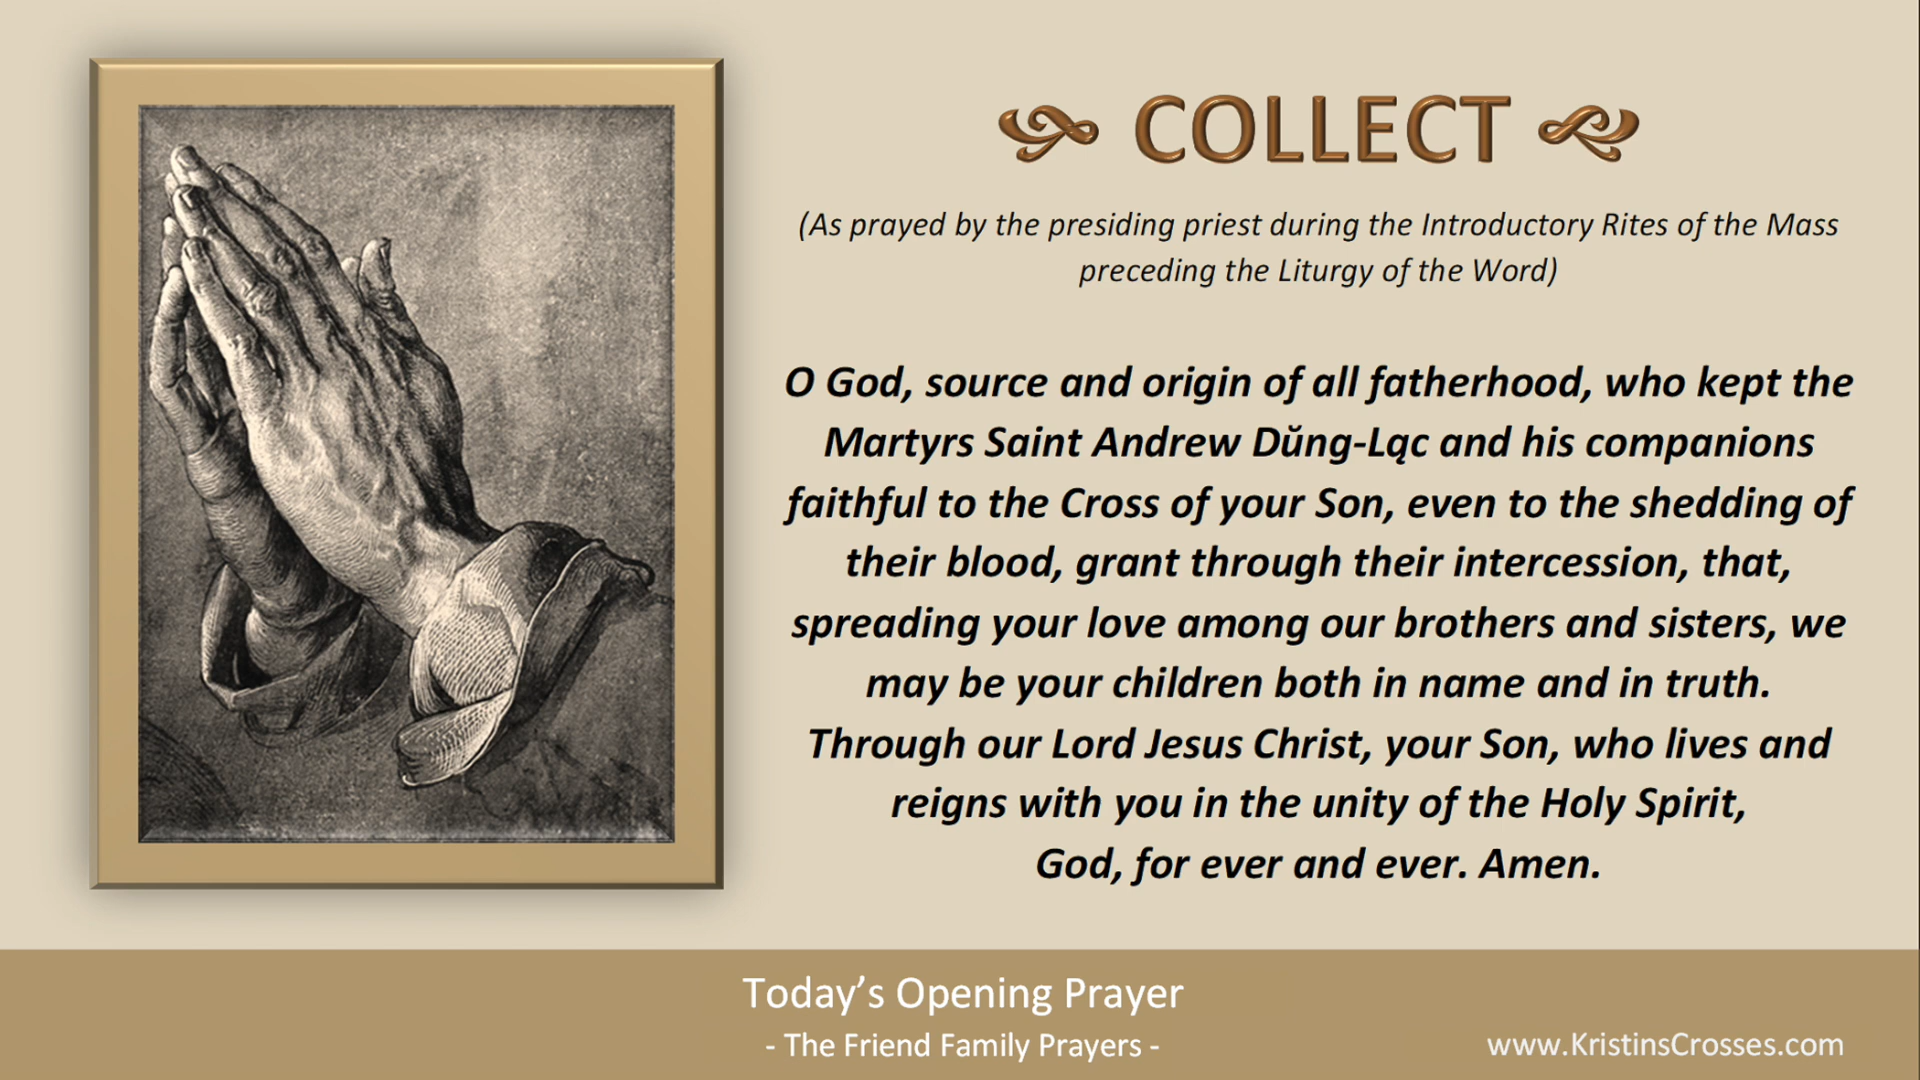 COLLECT
(As prayed by the presiding priest during the Introductory Rites of the Mass
preceding the Liturgy of the Word)
O God, source and origin of all fatherhood, who kept the
Martyrs Saint Andrew Dŭng-Ląc and his companions
faithful to the Cross of your Son, even to the shedding of
their blood, grant through their intercession, that,
spreading your love among our brothers and sisters, we
may be your children both in name and in truth.
Through our Lord Jesus Christ, your Son, who lives and
reigns with you in the unity of the Holy Spirit,
God, for ever and ever. Amen.
Today’s Opening Prayer
- The Friend Family Prayers -
www.KristinsCrosses.com